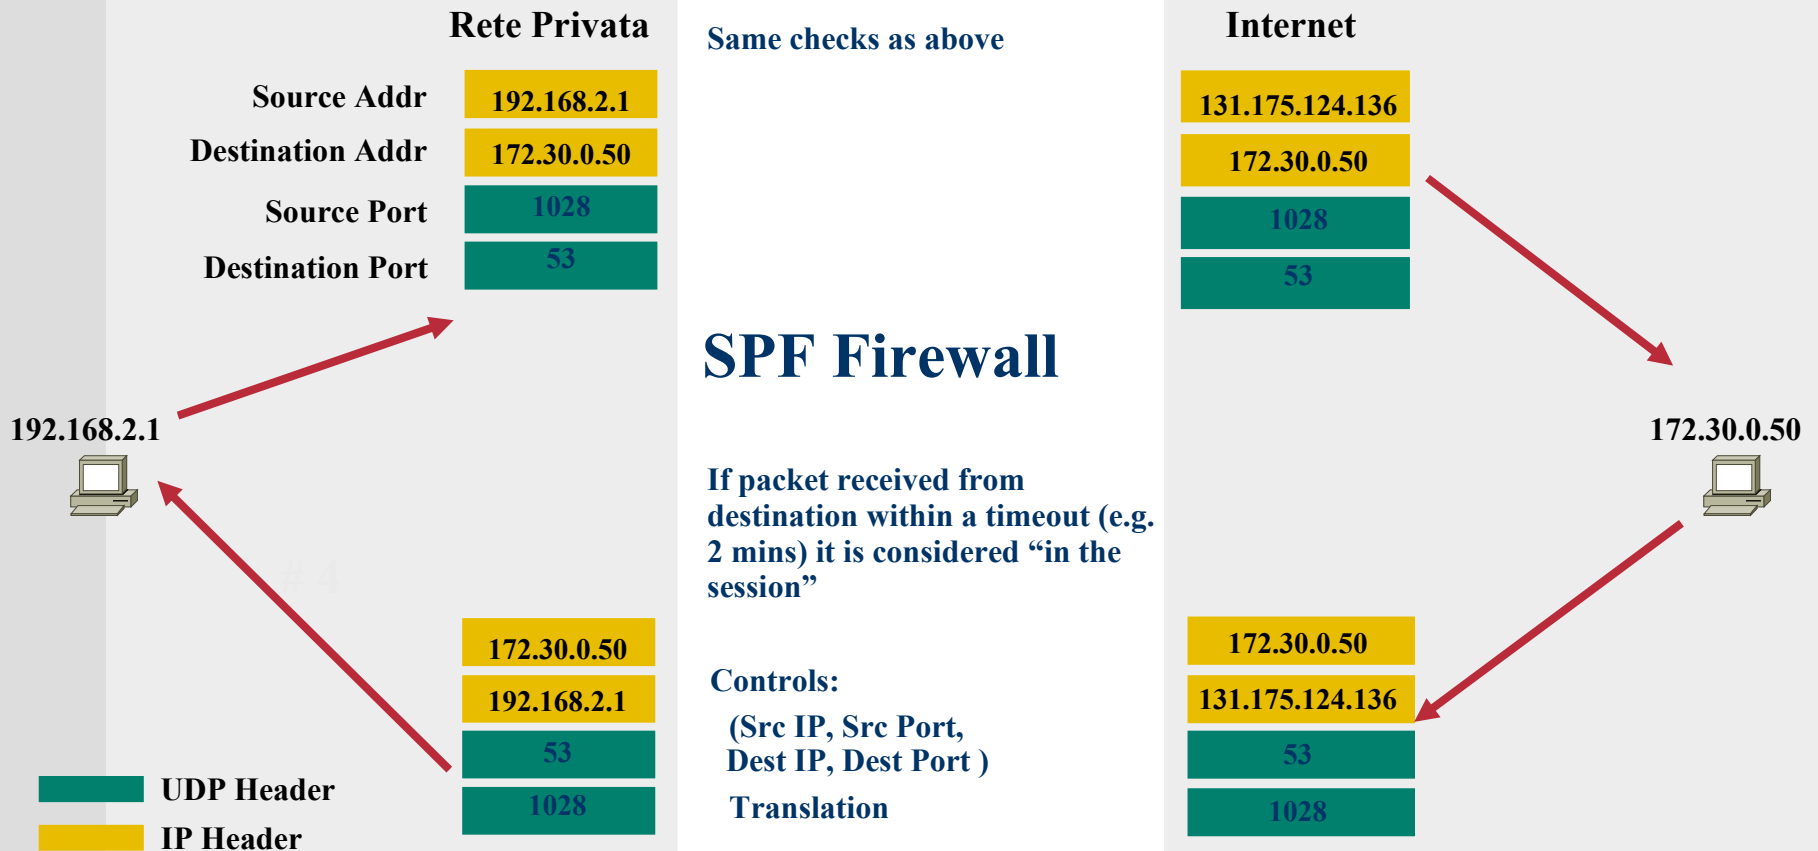 Rete Privata
Same checks as above
Internet
Source Addr
192.168.2.1
131.175.124.136
Destination Addr
172.30.0.50
172.30.0.50
Source Port
1028
1028
Destination Port
53
53
SPF Firewall
192.168.2.1
172.30.0.50
If packet received from
destination within a timeout (e.g.
2 mins) it is considered “in the
session”
# 4
172.30.0.50
172.30.0.50
192.168.2.1
131.175.124.136
53
53
1028
1028
Controls:
(Src IP, Src Port,
Dest IP, Dest Port )
Translation
UDP Header
IP Header